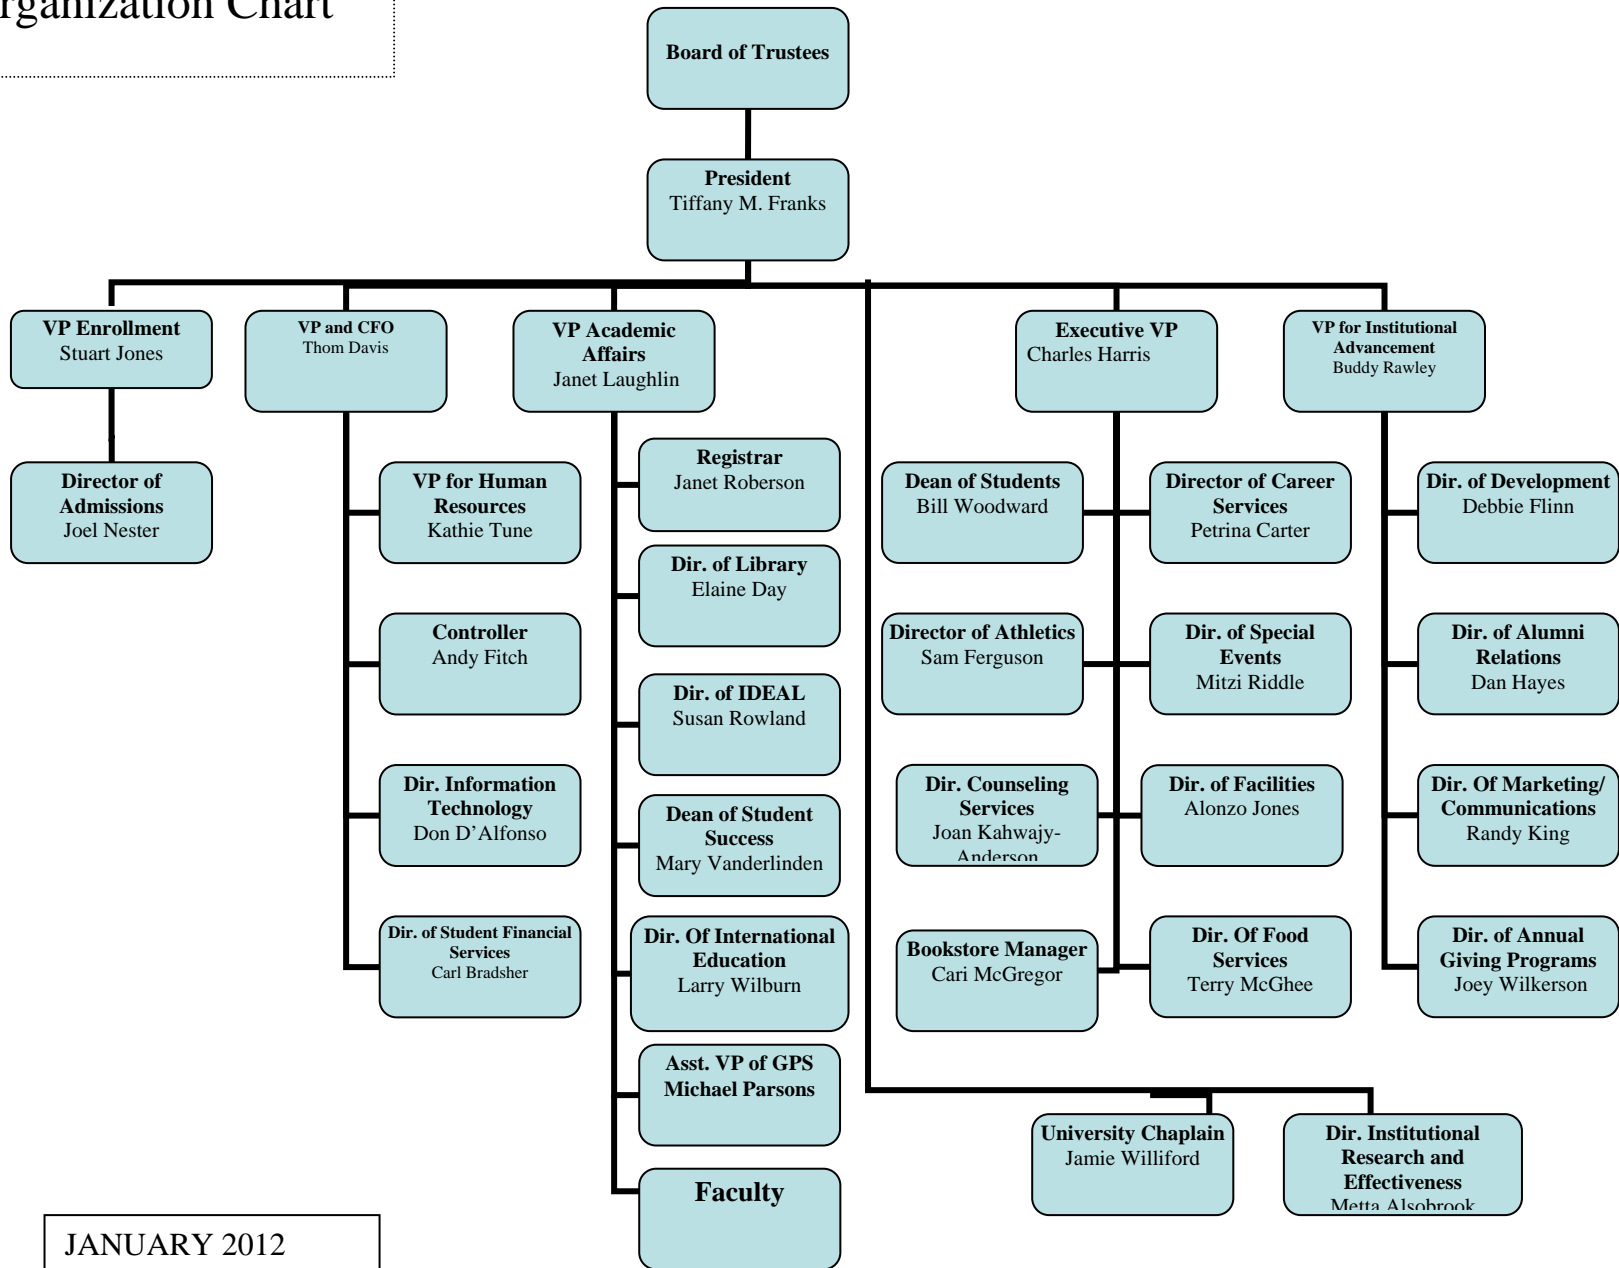 rganization Chart
Board of Trustees
President
Tiffany M. Franks
VP Enrollment
Stuart Jones
VP and CFO
Thom Davis
VP Academic
Affairs
Janet Laughlin
Executive VP
Charles Harris
VP for Institutional
Advancement
Buddy Rawley
Director of
Admissions
Joel Nester
VP for Human
Resources
Kathie Tune
Controller
Andy Fitch
Dir. Information
Technology
Don D’Alfonso
Dir. of Student Financial
Services
Carl Bradsher
Registrar
Janet Roberson
Dir. of Library
Elaine Day
Dir. of IDEAL
Susan Rowland
Dean of Student
Success
Mary Vanderlinden
Dir. Of International
Education
Larry Wilburn
Asst. VP of GPS
Michael Parsons
Faculty
Dean of Students
Bill Woodward
Director of Athletics
Sam Ferguson
Dir. Counseling
Services
Joan Kahwajy-
Anderson
Bookstore Manager
Cari McGregor
Director of Career
Services
Petrina Carter
Dir. of Special
Events
Mitzi Riddle
Dir. of Facilities
Alonzo Jones
Dir. Of Food
Services
Terry McGhee
Dir. of Development
Debbie Flinn
Dir. of Alumni
Relations
Dan Hayes
Dir. Of Marketing/
Communications
Randy King
Dir. of Annual
Giving Programs
Joey Wilkerson
University Chaplain
Jamie Williford
Dir. Institutional
Research and
Effectiveness
Metta Alsobrook
JANUARY 2012